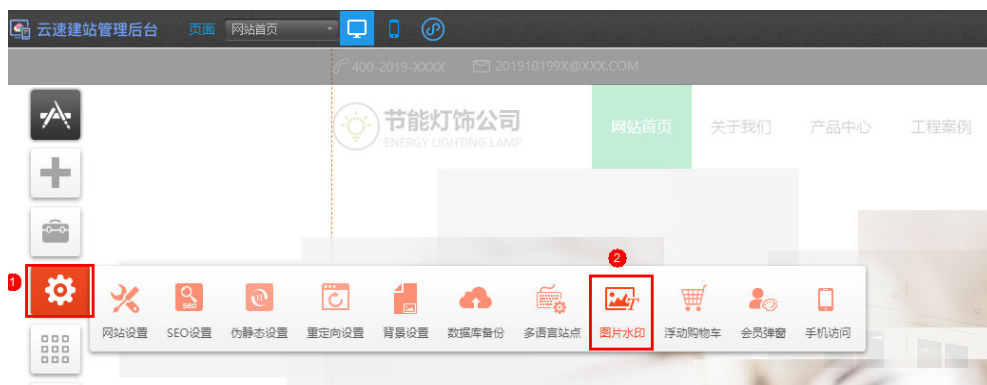 云速建站管理后台 页面 网站首页
400-2019-XXXX 201910199X@XXX.COM
节能灯饰公司
ENERGY LIGHTING LAMP
网站首页 关于我们 产品中心 工程案例
2
1
seo
网站设置 SEO设置 伪静态设置 重定向设置 背景设置 数据库备份 多语言站点 图片水印 浮动购物车 会员弹窗 手机访问